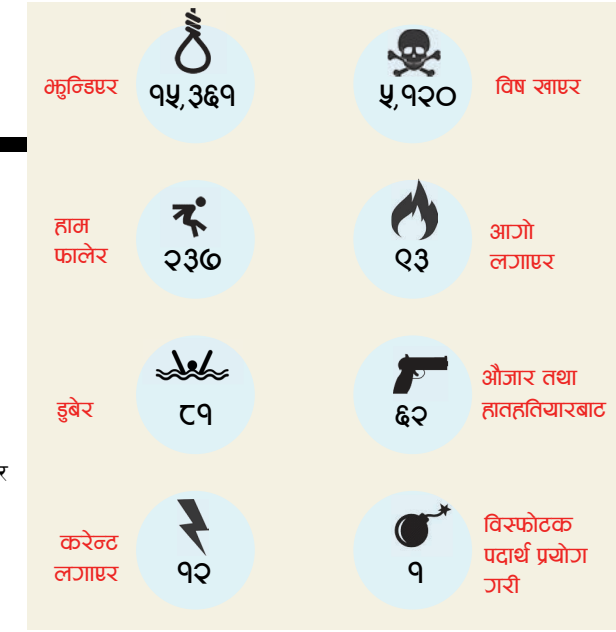 झुन्डिएर
१५,३६१
५,१२०
विष खाएर
हाम
फालेर
२३७
९३
आगो
लगाएर
डुबेर
८१
६२
औजार तथा
हातहतियारबाट
र
करेन्ट
लगाएर
१२
१
विस्फोटक
पदार्थ प्रयोग
गरी